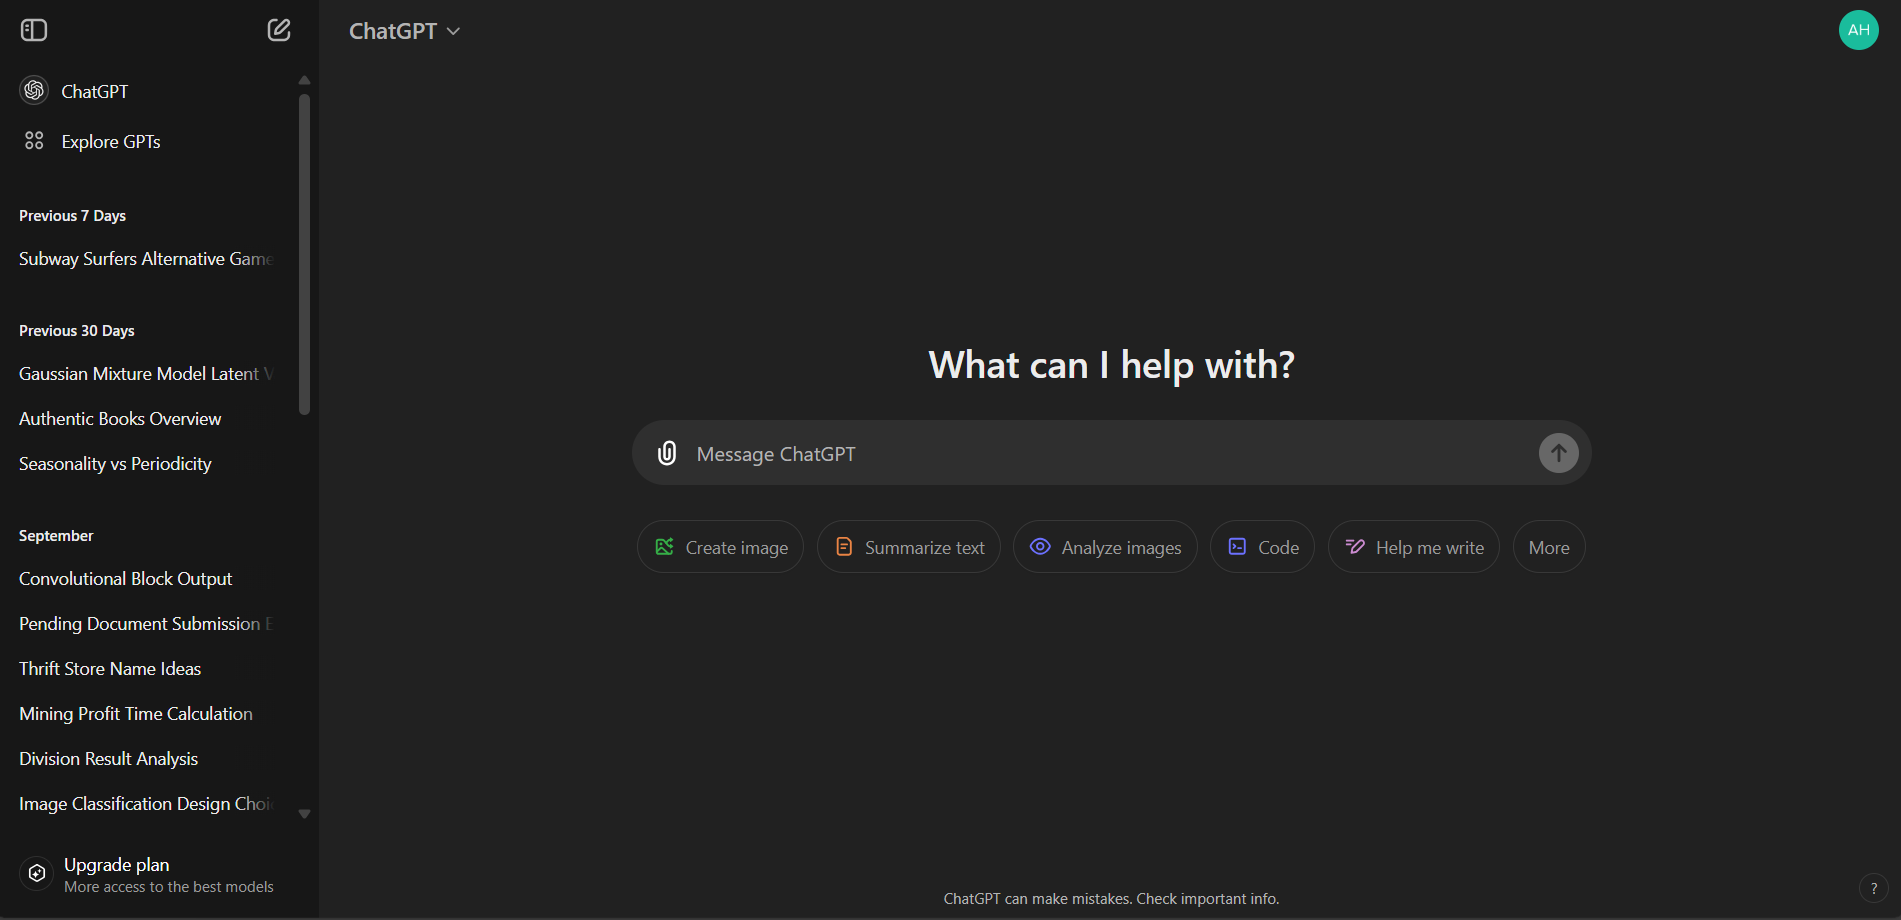 ChatGPT
Explore GPTs
Previous 7 Days
Subway Surfers Alternative Game
Previous 30 Days
Gaussian Mixture Model Latent V
Authentic Books Overview
Seasonality vs Periodicity
September
Convolutional Block Output
Pending Document Submission E
Thrift Store Name Ideas
Mining Profit Time Calculation
Division Result Analysis
Image Classification Design Choic
Upgrade plan
More access to the best models
ChatGPT
AH
What can I help with?
Message ChatGPT
Create image
Summarize text
Analyze images
Code
Help me write
More
ChatGPT can make mistakes. Check important info.
?